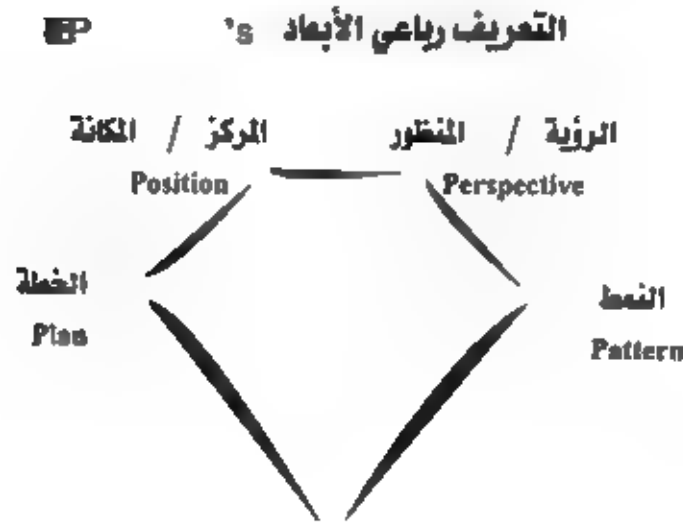 التعريف رباعي الأبعاد P's
الرؤية / المنظور المركز / المكانة
Perspective Position
الخطة
النمط
Plan
Pattern